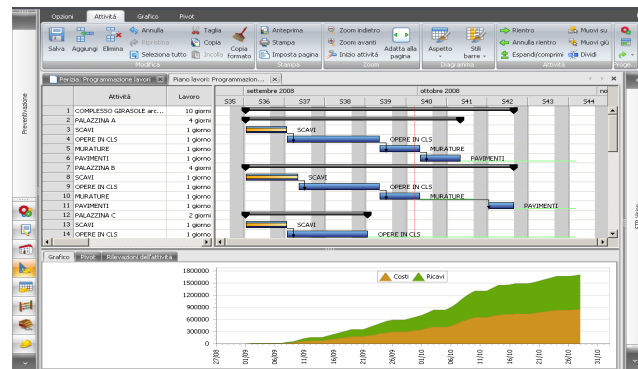 Opzioni Attività Grafico Pivot
Salva Aggiungi Elimina
Annulla
Ripristina
Seleziona tutto
Taglia
Copia
Incolla
Copia formato
Anteprima
Stampa
Imposta pagina
Zoom indietro
Zoom avanti
Inizio attività
Adatta alla pagina
Aspetto
Stili barre
Rientro
Annulla rientro
Espandi/comprimi
Muovi su
Muovi giù
Dividi
Modifica Stampa Zoom Diagramma Attività Proge...
Perizia: Programmazione lavori
Piano lavori: Programmazion...
Preventivazione
Attività Lavoro
settembre 2008 ottobre 2008 no
S35 S36 S37 S38 S39 S40 S41 S42 S43 S44
1 COMPLESSO GIRASOLE arc... 10 giorni
2 PALAZZINA A 4 giorni
3 SCAVI 1 giorno SCAVI
4 OPERE IN CLS 1 giorno OPERE IN CLS
5 MURATURE 1 giorno MURATURE
6 PAVIMENTI 1 giorno PAVIMENTI
7 PALAZZINA B 4 giorni
8 SCAVI 1 giorno SCAVI
9 OPERE IN CLS 1 giorno OPERE IN CLS
10 MURATURE 1 giorno MURATURE
11 PAVIMENTI 1 giorno PAVIMENTI
12 PALAZZINA C 2 giorni
13 SCAVI 1 giorno SCAVI
14 OPERE IN CLS 1 giorno OPERE IN CLS
Grafico Pivot Rilevazioni dell'attività
Costi Ricavi
1800000
1500000
1200000
900000
600000
300000
0
27/08 01/09 06/09 11/09 16/09 21/09 26/09 01/10 06/10 11/10 16/10 21/10 26/10 31/10